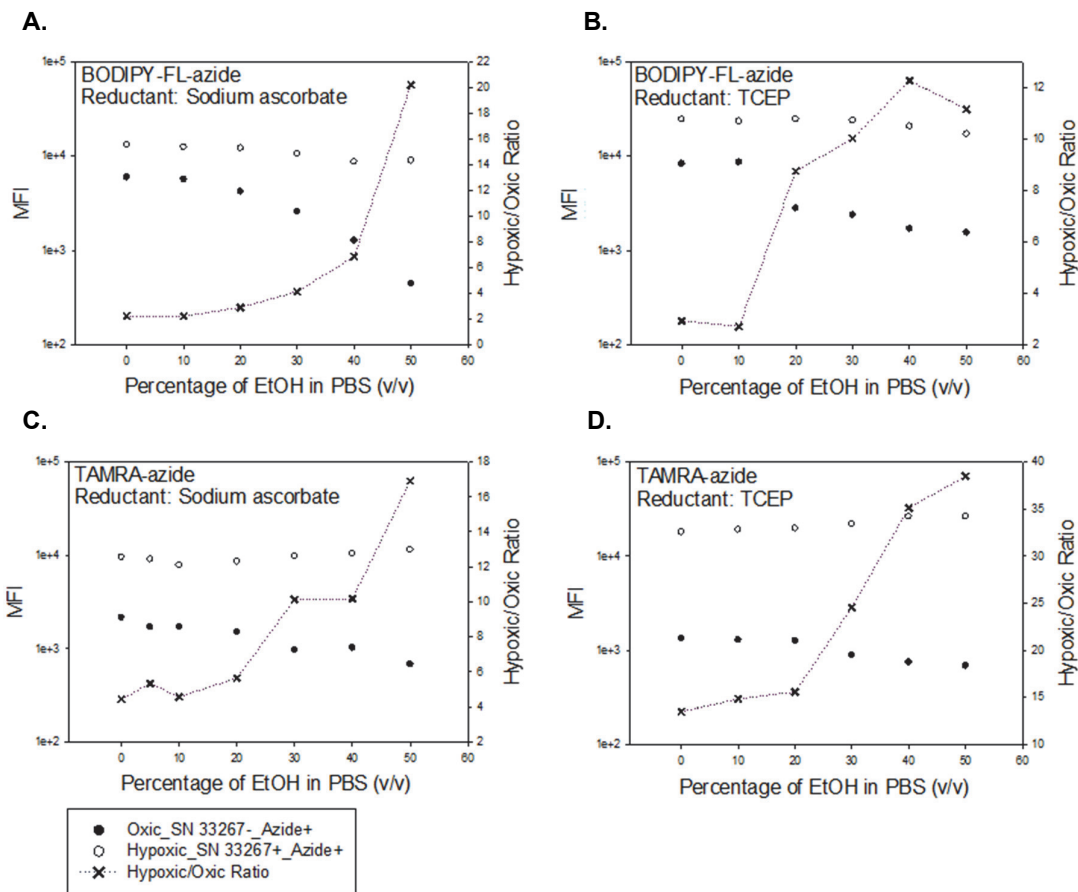 A.
BODIPY-FL-azide
Reductant: Sodium ascorbate
1e+5
1e+4
1e+3
1e+2
MFI
22
20
18
16
14
12
10
8
6
4
2
0
Hypoxic/Oxic Ratio
0 10 20 30 40 50 60
Percentage of EtOH in PBS (v/v)
B.
BODIPY-FL-azide
Reductant: TCEP
1e+5
1e+4
1e+3
1e+2
MFI
12
10
8
6
4
2
Hypoxic/Oxic Ratio
0 10 20 30 40 50 60
Percentage of EtOH in PBS (v/v)
C.
TAMRA-azide
Reductant: Sodium ascorbate
1e+5
1e+4
1e+3
1e+2
MFI
18
16
14
12
10
8
6
4
2
Hypoxic/Oxic Ratio
0 10 20 30 40 50 60
Percentage of EtOH in PBS (v/v)
D.
TAMRA-azide
Reductant: TCEP
1e+5
1e+4
1e+3
1e+2
MFI
40
35
30
25
20
15
10
Hypoxic/Oxic Ratio
0 10 20 30 40 50 60
Percentage of EtOH in PBS (v/v)
Oxic_SN 33267-_Azide+
Hypoxic_SN 33267+_Azide+
Hypoxic/Oxic Ratio